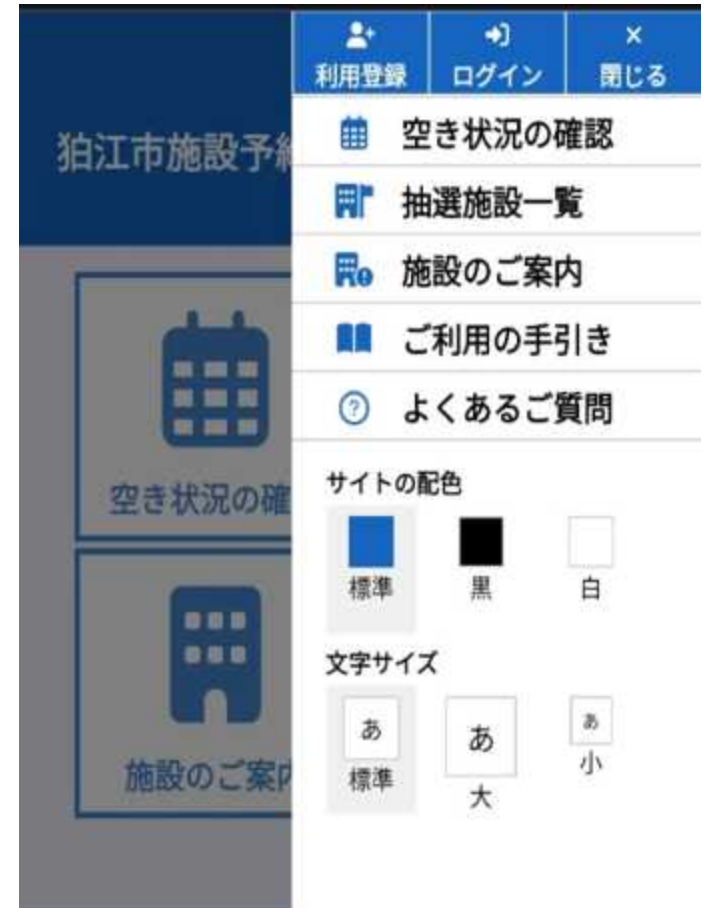 利用登録
ログイン
閉じる
狛江市施設予約
空き状況の確認
抽選施設一覧
施設のご案内
ご利用の手引き
よくあるご質問
空き状況の確
施設のご案内
サイトの配色
標準
黒
白
文字サイズ
あ
標準
あ
大
あ
小